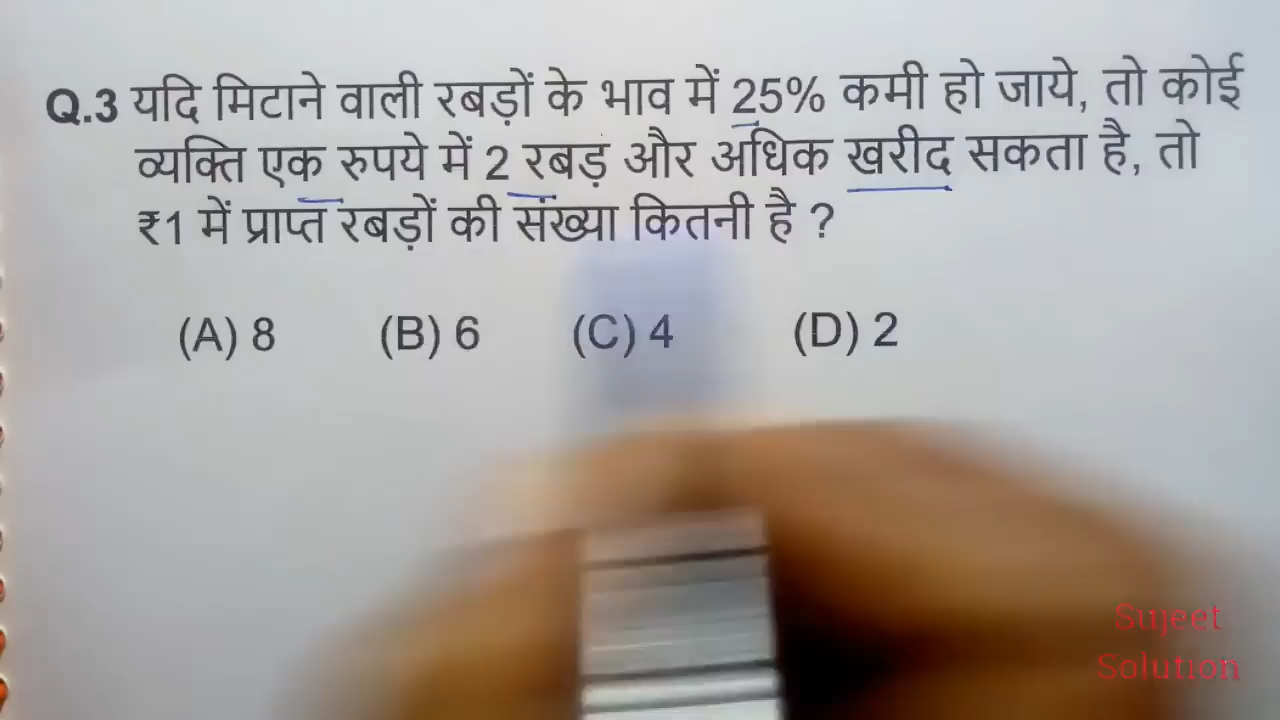 Q.3 यदि मिटाने वाली रबड़ों के भाव में 25% कमी हो जाये, तो कोई
व्यक्ति एक रुपये में 2 रबड़ और अधिक खरीद सकता है, तो
₹1 में प्राप्त रबड़ों की संख्या कितनी है ?
(A) 8 (B) 6 (C) 4 (D) 2
Sujeet
Solution